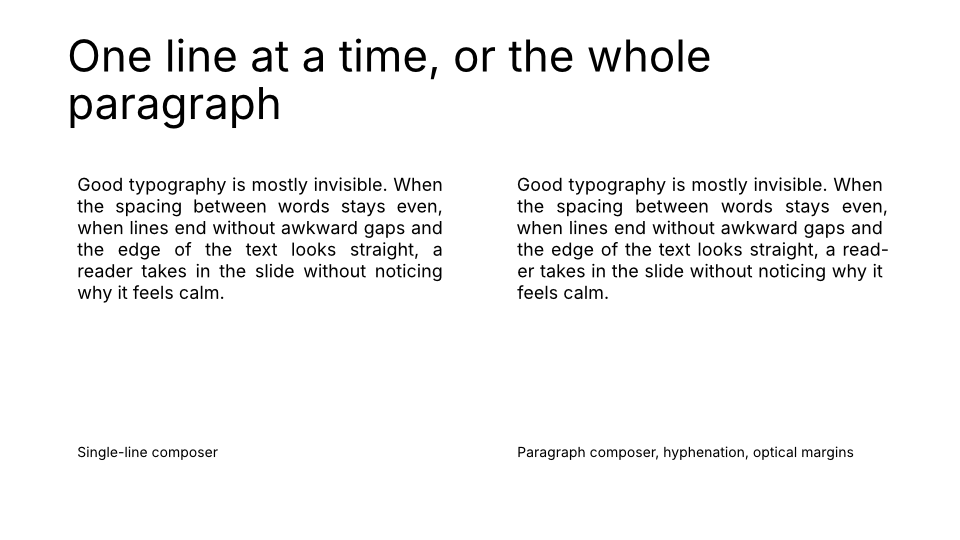 One line at a time, or the whole
paragraph
Good typography is mostly invisible. When
the spacing between words stays even,
when lines end without awkward gaps and
the edge of the text looks straight, a
reader takes in the slide without noticing
why it feels calm.
Good typography is mostly invisible. When
the spacing between words stays even,
when lines end without awkward gaps and
the edge of the text looks straight, a read-
er takes in the slide without noticing why it
feels calm.
Single-line composer
Paragraph composer, hyphenation, optical margins